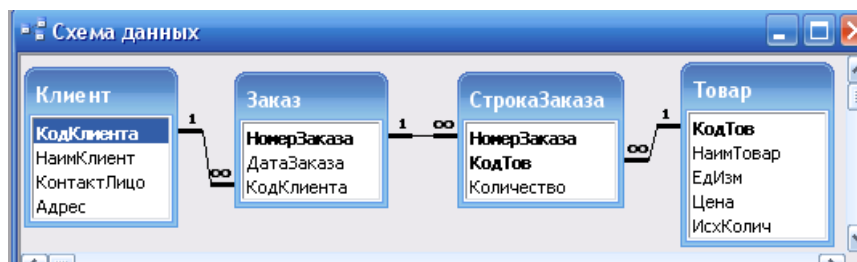 Схема данных
Клиент
КодКлиента
НаимКлиент
КонтактЛицо
Адрес
1
∞
Заказ
НомерЗаказа
ДатаЗаказа
КодКлиента
1
∞
СтрокаЗаказа
НомерЗаказа
КодТов
Количество
∞
1
Товар
КодТов
НаимТовар
ЕдИзм
Цена
ИсхКолич